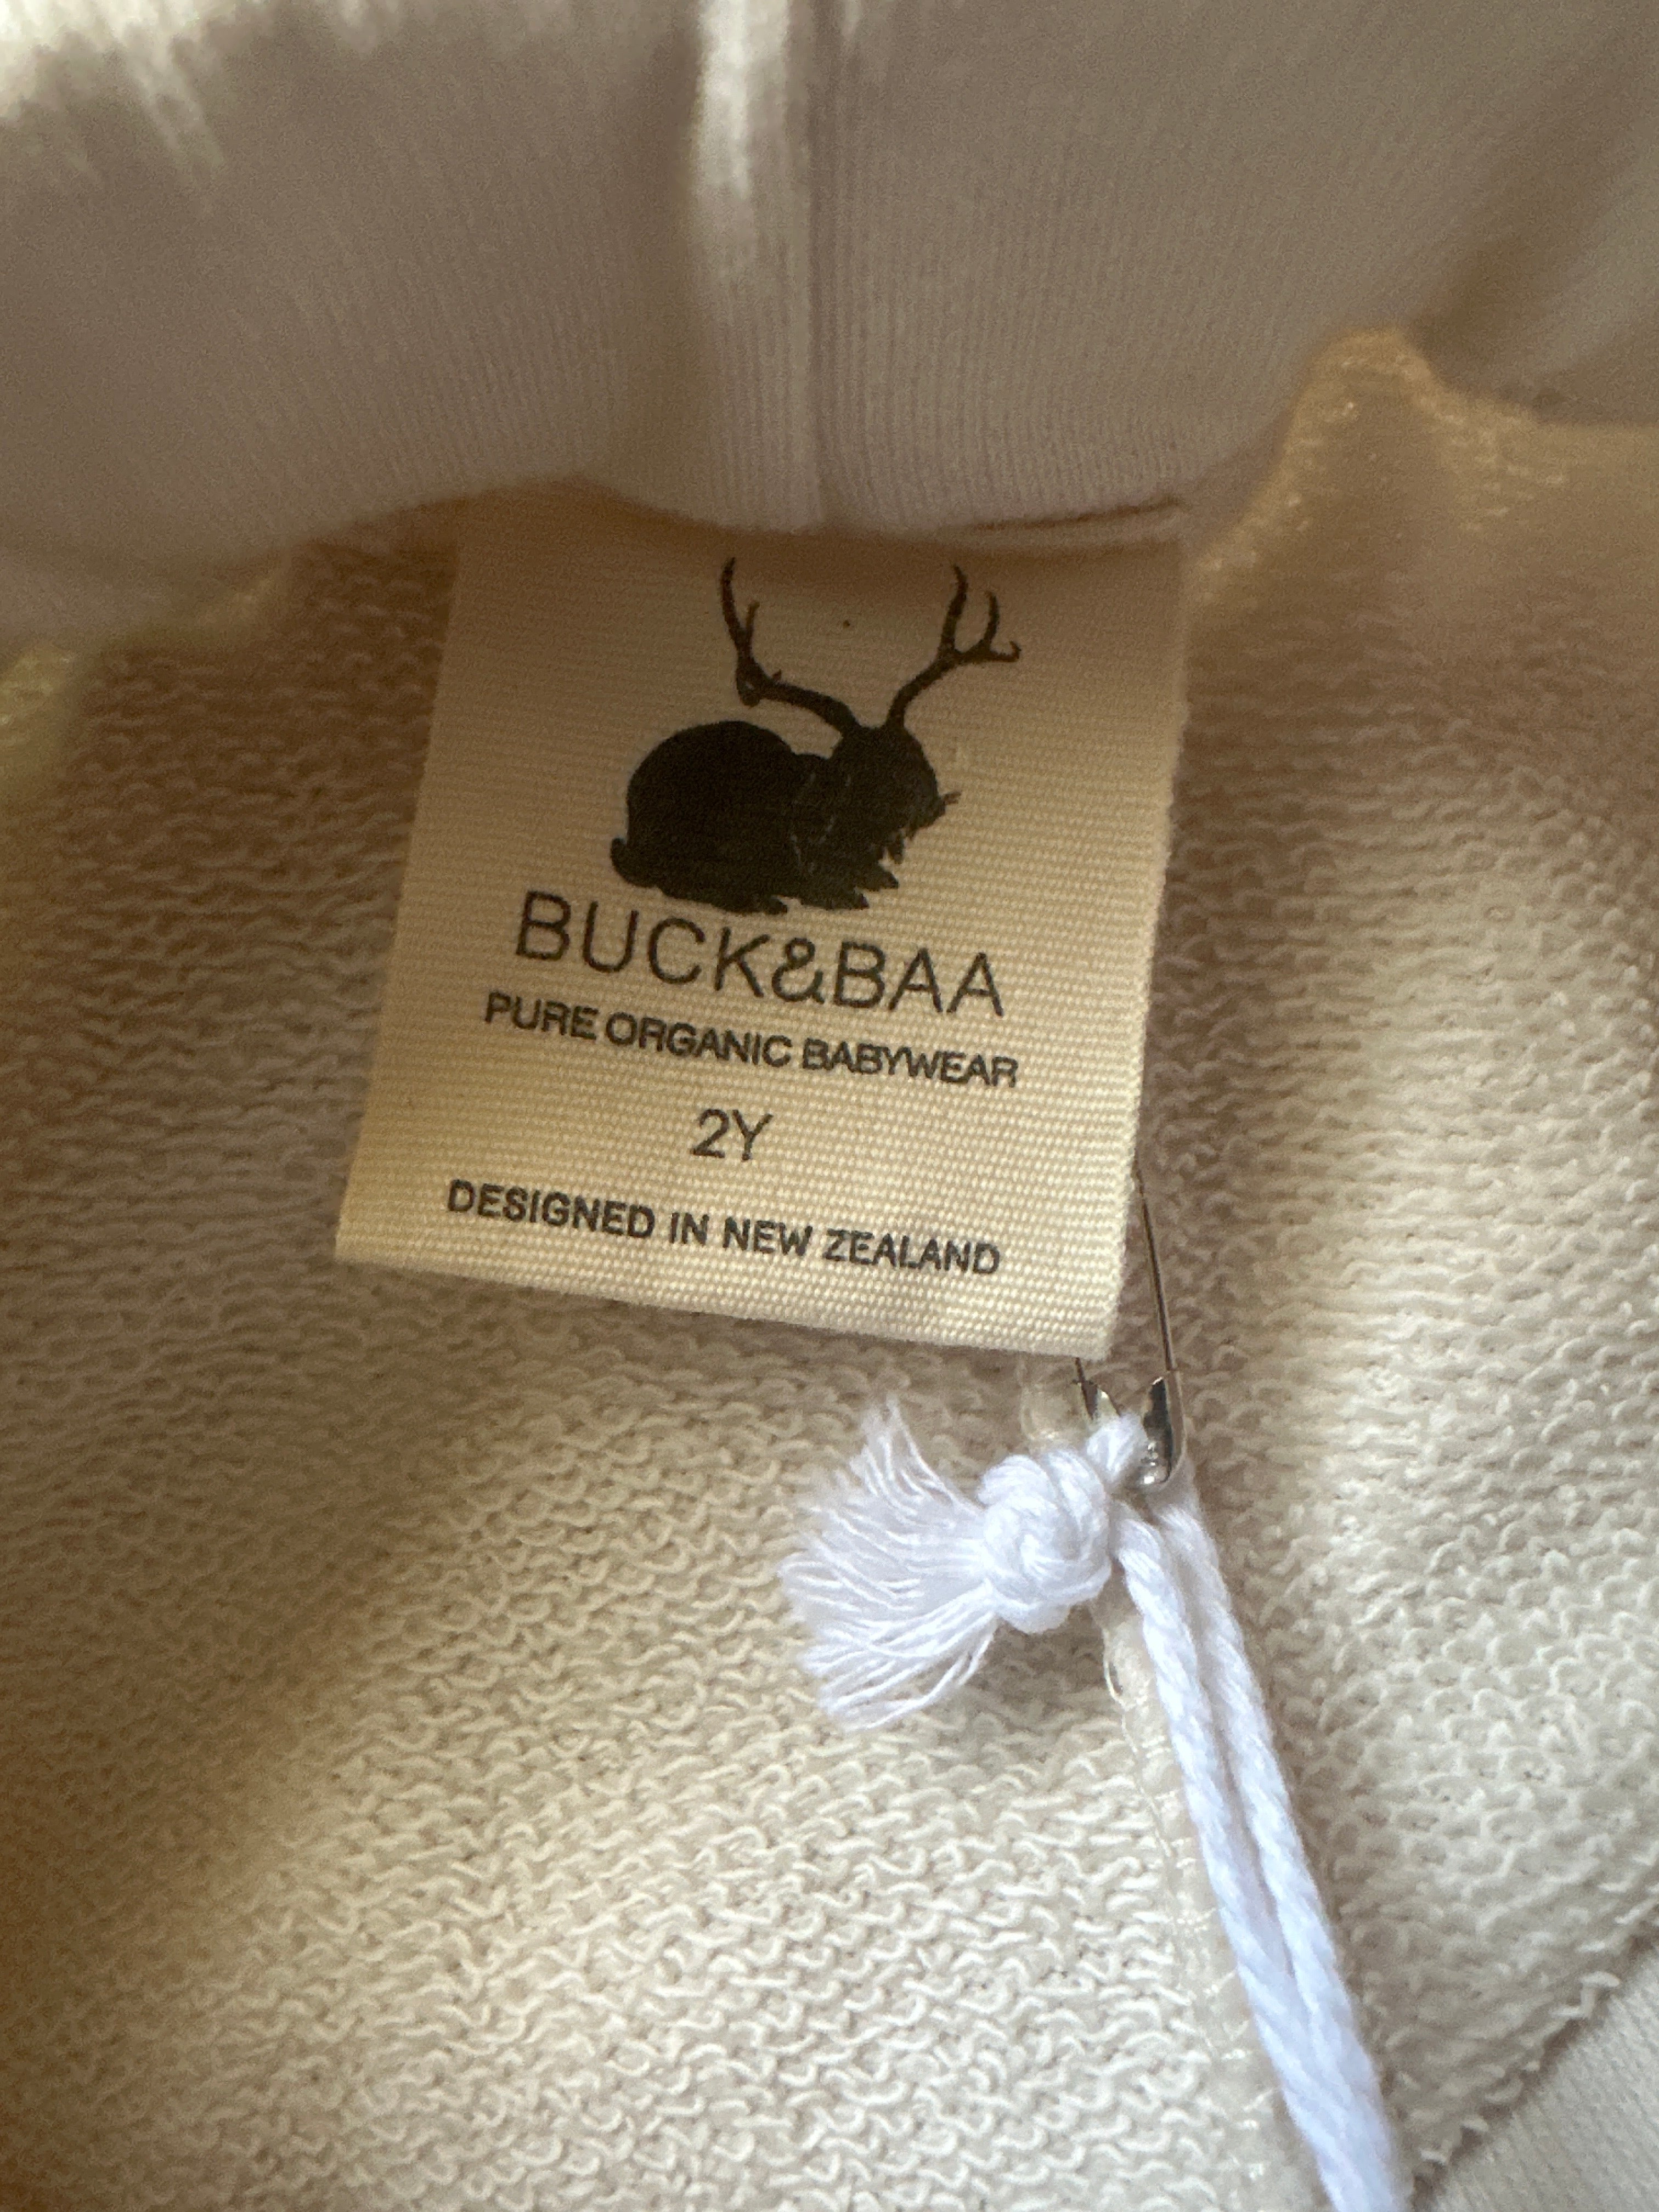 BUCK&BAA
PURE ORGANIC BABYWEAR
2Y
DESIGNED IN NEW ZEALAND